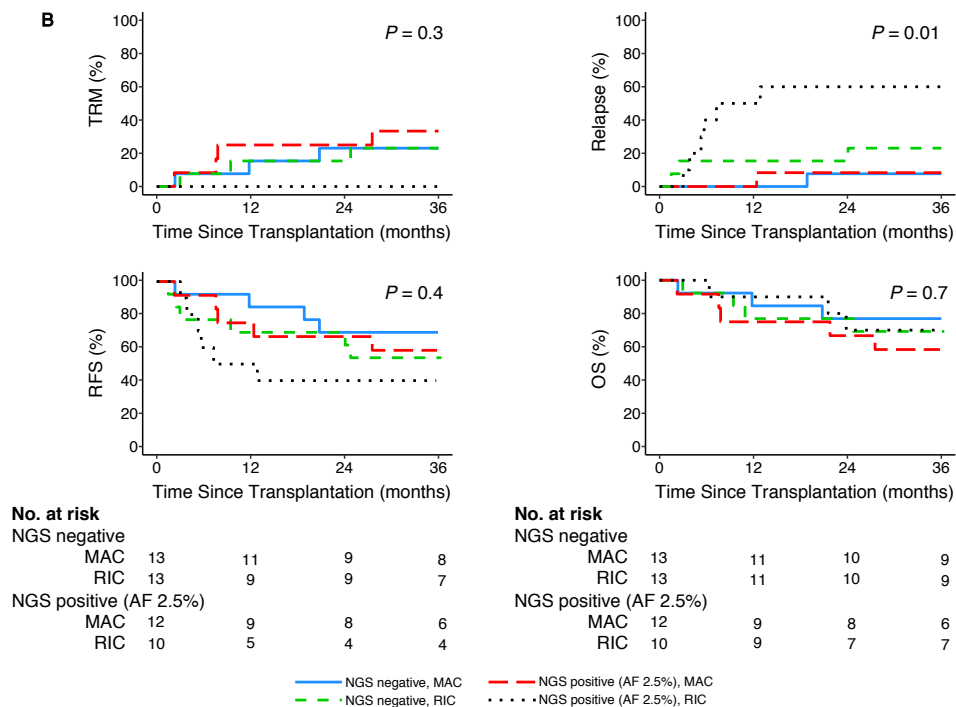 B
100
80
60
40
20
0
TRM (%)
P = 0.3
0 12 24 36
Time Since Transplantation (months)
100
80
60
40
20
0
Relapse (%)
P = 0.01
0 12 24 36
Time Since Transplantation (months)
100
80
60
40
20
0
RFS (%)
P = 0.4
0 12 24 36
Time Since Transplantation (months)
100
80
60
40
20
0
OS (%)
P = 0.7
0 12 24 36
Time Since Transplantation (months)
No. at risk
NGS negative
MAC 13 11 9 8
RIC 13 9 9 7
NGS positive (AF 2.5%)
MAC 12 9 8 6
RIC 10 5 4 4
No. at risk
NGS negative
MAC 13 11 10 9
RIC 13 11 10 9
NGS positive (AF 2.5%)
MAC 12 9 8 6
RIC 10 9 7 7
NGS negative, MAC
NGS negative, RIC
NGS positive (AF 2.5%), MAC
NGS positive (AF 2.5%), RIC